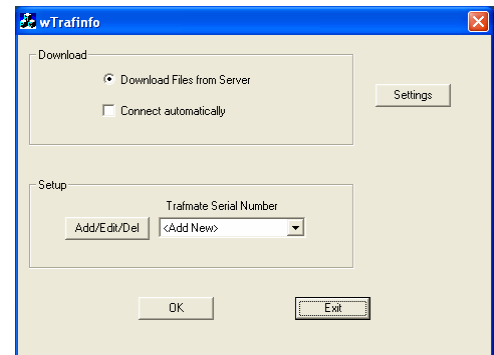 wTrafinfo
Download
Download Files from Server
Connect automatically
Settings
Setup
Trafmate Serial Number
Add/Edit/Del
<Add New>
OK
Exit